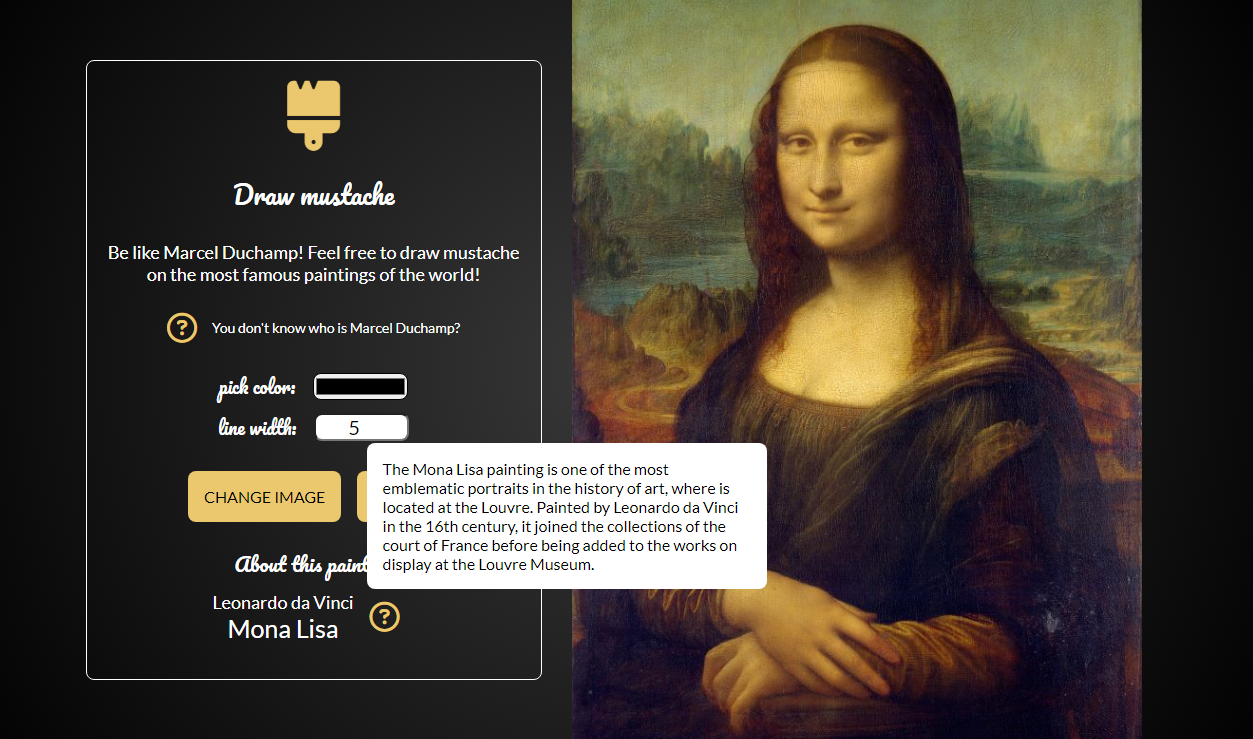 Draw mustache
Be like Marcel Duchamp! Feel free to draw mustache
on the most famous paintings of the world!
? You don't know who is Marcel Duchamp?
pick color:
line width: 5
CHANGE IMAGE
The Mona Lisa painting is one of the most
emblematic portraits in the history of art, where is
located at the Louvre. Painted by Leonardo da Vinci
in the 16th century, it joined the collections of the
court of France before being added to the works on
display at the Louvre Museum.
About this paint
Leonardo da Vinci
Mona Lisa ?